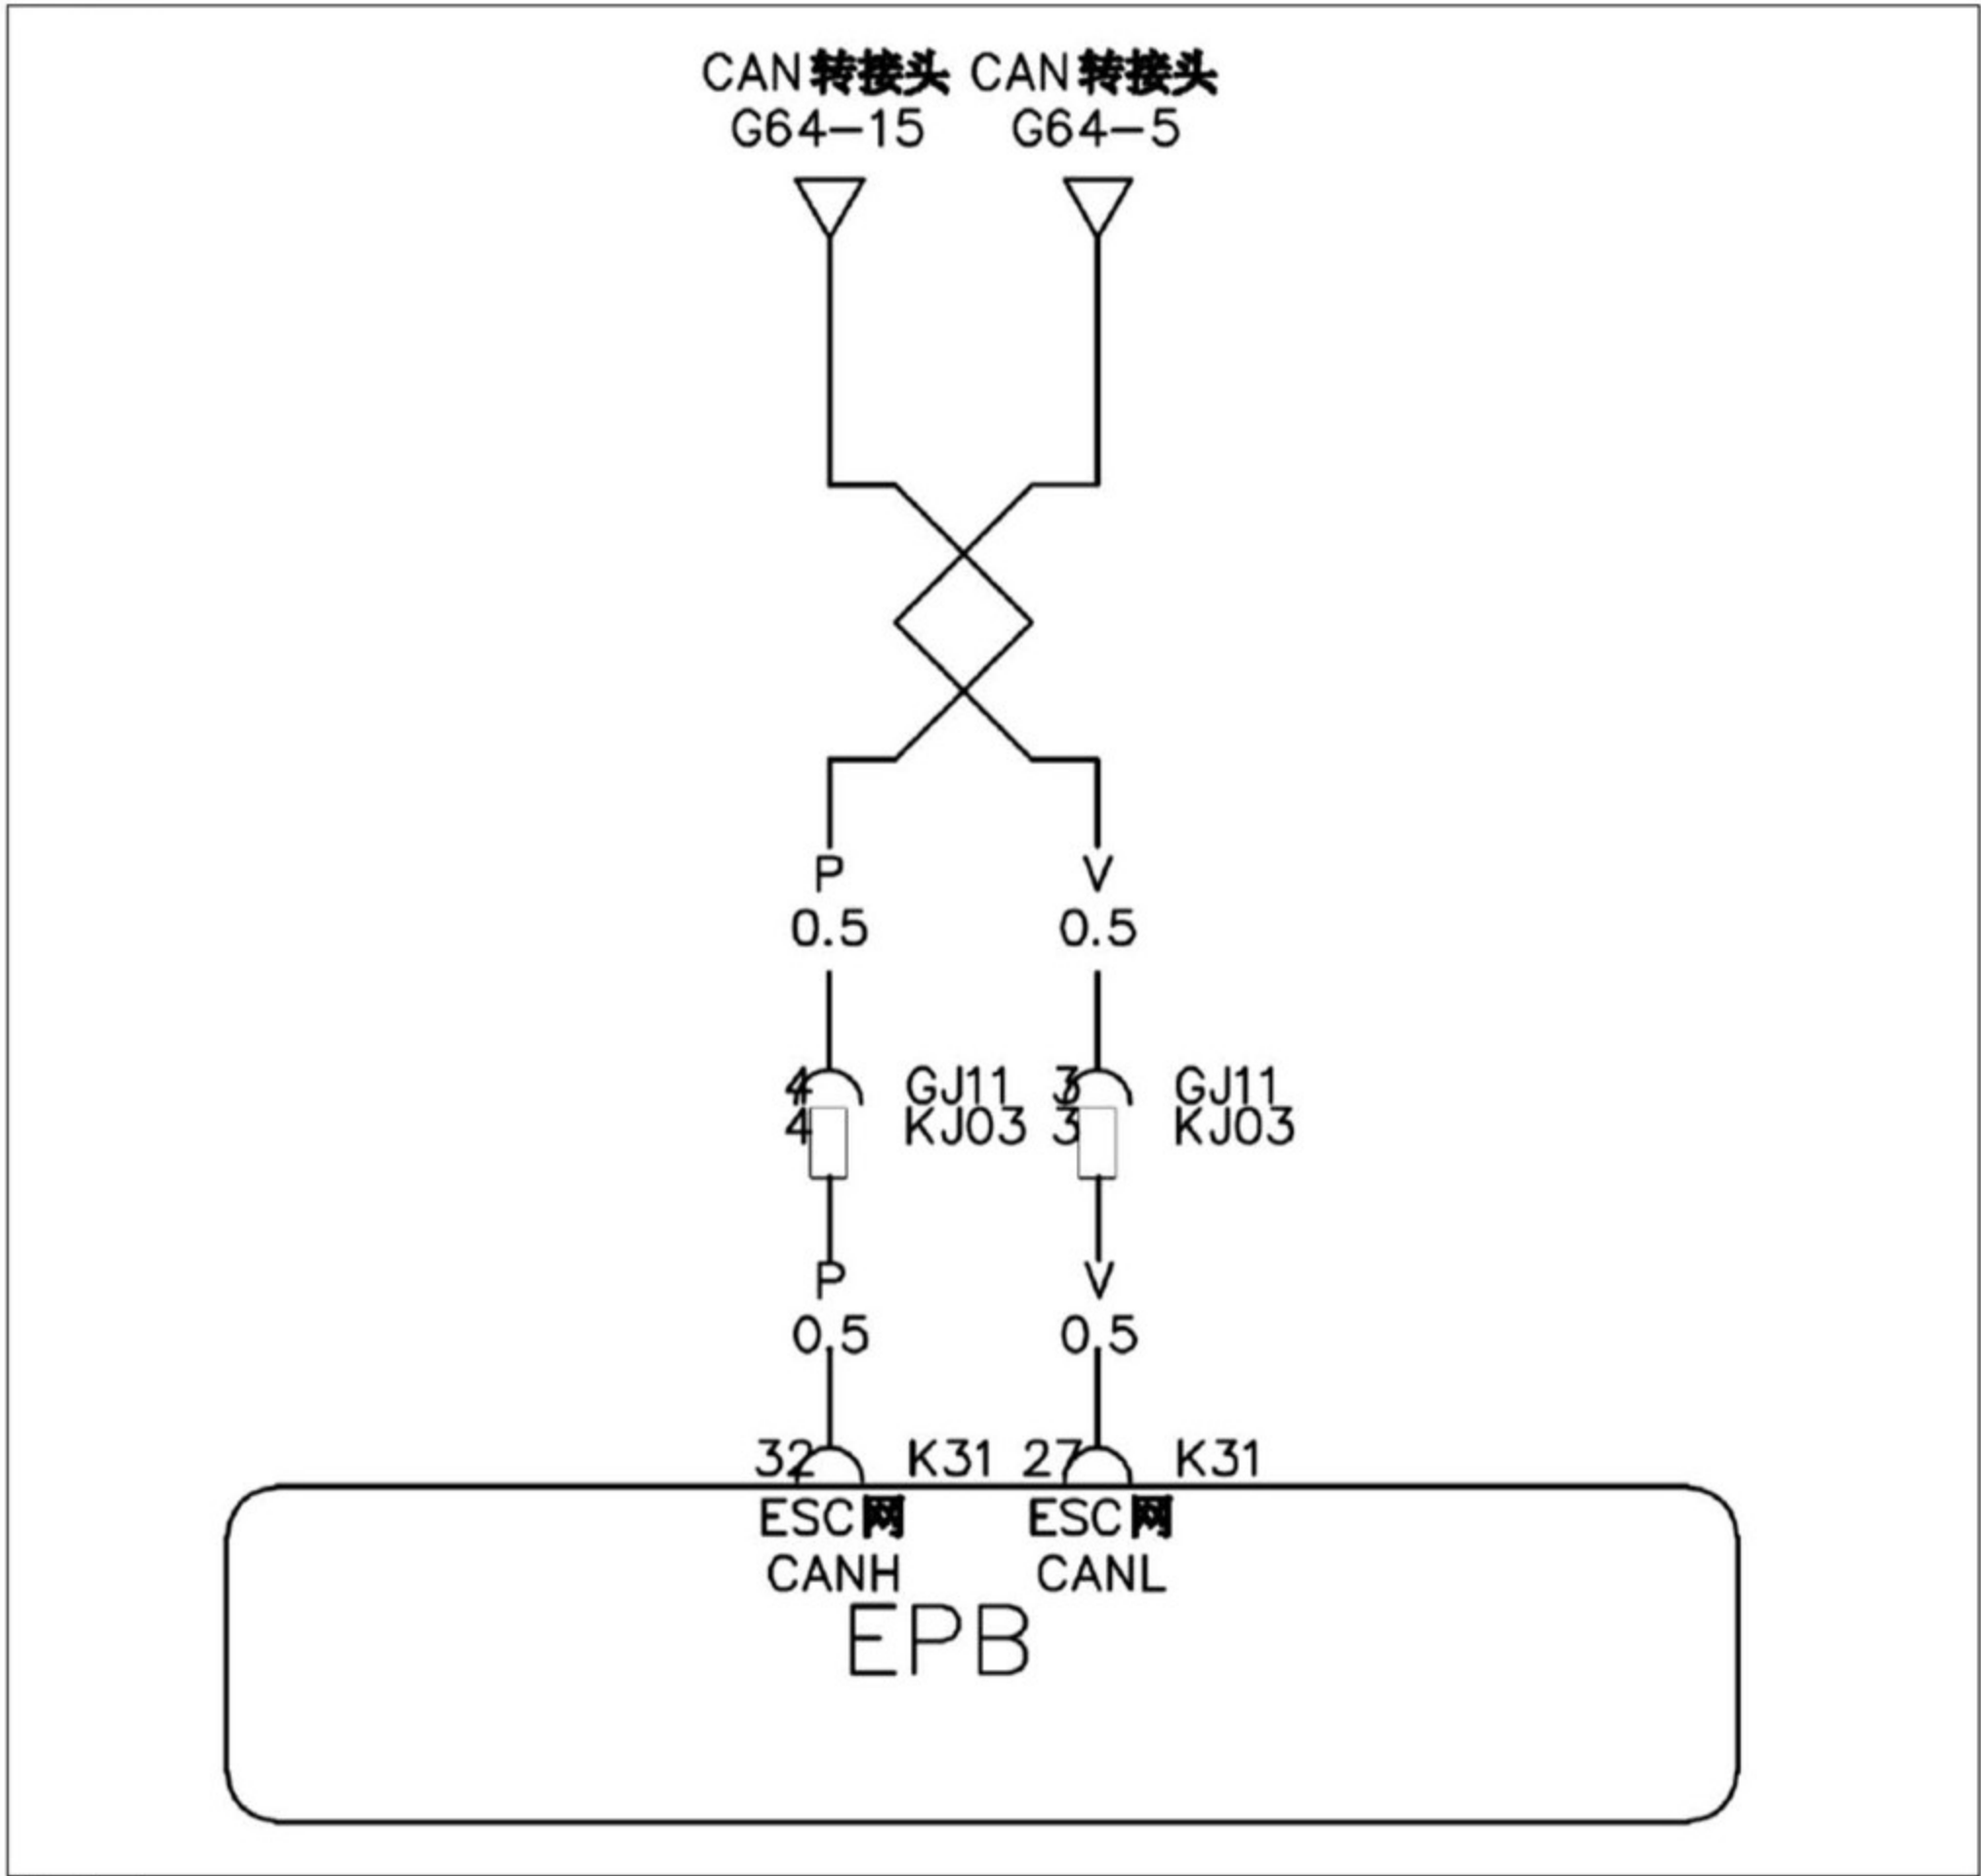 CAN转接头 CAN转接头
G64-15 G64-5
P V
0.5 0.5
4 GJ11 3 GJ11
4 KJ03 3 KJ03
P V
0.5 0.5
32 K31 27 K31
ESC网 ESC网
CANH CANL
EPB